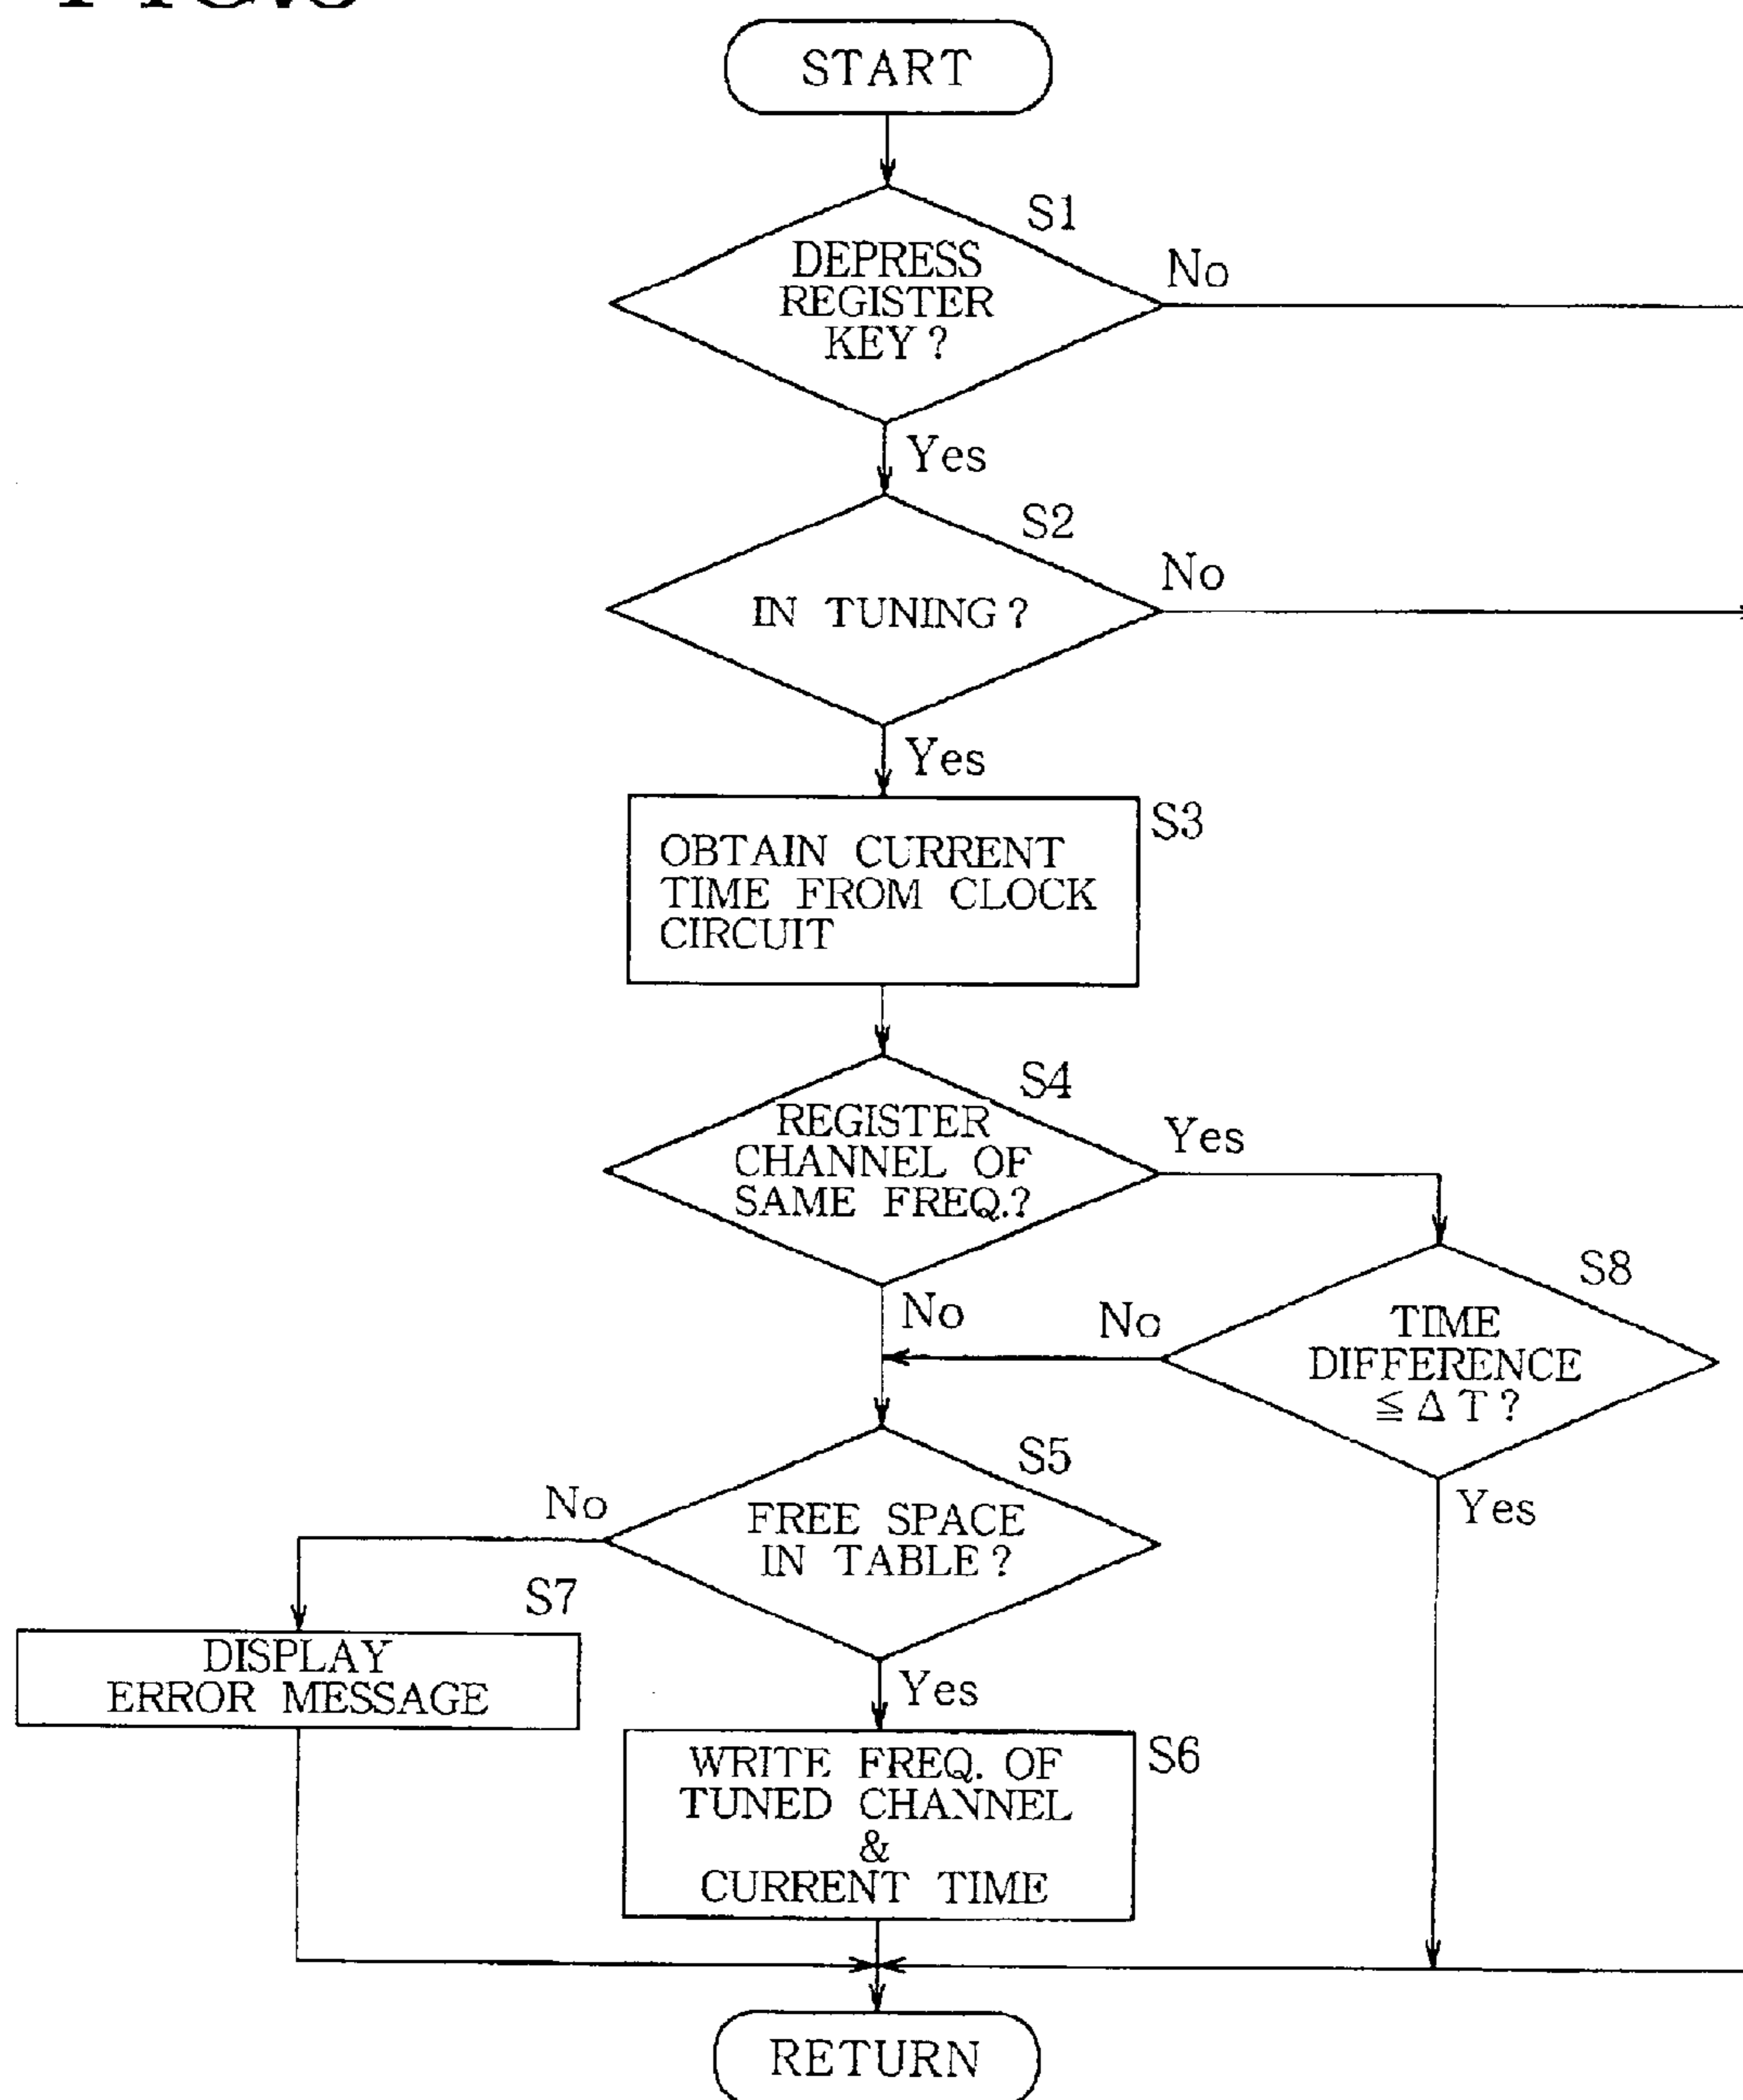 START
S1
DEPRESS
REGISTER
KEY?
No
Yes
S2
IN TUNING?
No
Yes
S3
OBTAIN CURRENT
TIME FROM CLOCK
CIRCUIT
S4
REGISTER
CHANNEL OF
SAME FREQ.?
Yes
No
S8
TIME
DIFFERENCE
≦ΔT?
No
Yes
S5
FREE SPACE
IN TABLE?
No
S7
DISPLAY
ERROR MESSAGE
Yes
S6
WRITE FREQ. OF
TUNED CHANNEL
&
CURRENT TIME
RETURN